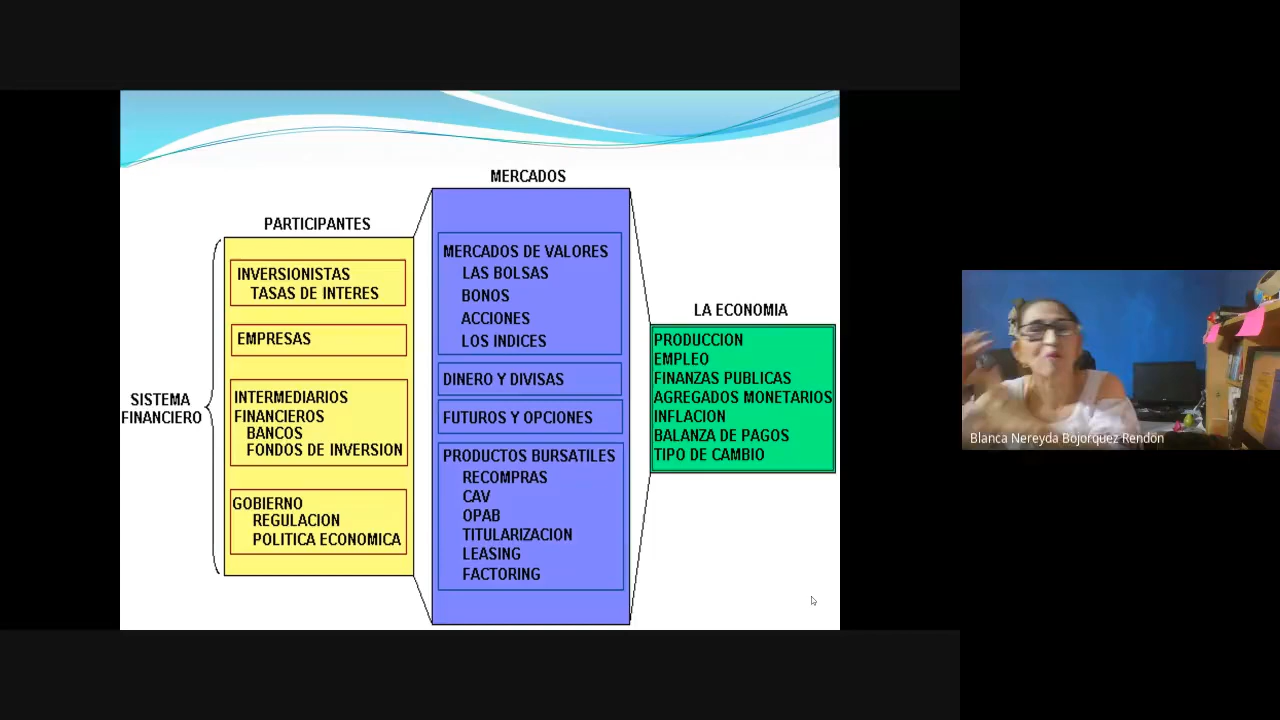 MERCADOS
PARTICIPANTES
INVERSIONISTAS
TASAS DE INTERES
EMPRESAS
INTERMEDIARIOS
FINANCIEROS
BANCOS
FONDOS DE INVERSION
GOBIERNO
REGULACION
POLITICA ECONOMICA
SISTEMA
FINANCIERO
MERCADOS DE VALORES
LAS BOLSAS
BONOS
ACCIONES
LOS INDICES
DINERO Y DIVISAS
FUTUROS Y OPCIONES
PRODUCTOS BURSATILES
RECOMPRAS
CAV
OPAB
TITULARIZACION
LEASING
FACTORING
LA ECONOMIA
PRODUCCION
EMPLEO
FINANZAS PUBLICAS
AGREGADOS MONETARIOS
INFLACION
BALANZA DE PAGOS
TIPO DE CAMBIO
Blanca Nereyda Bojorquez Rendón